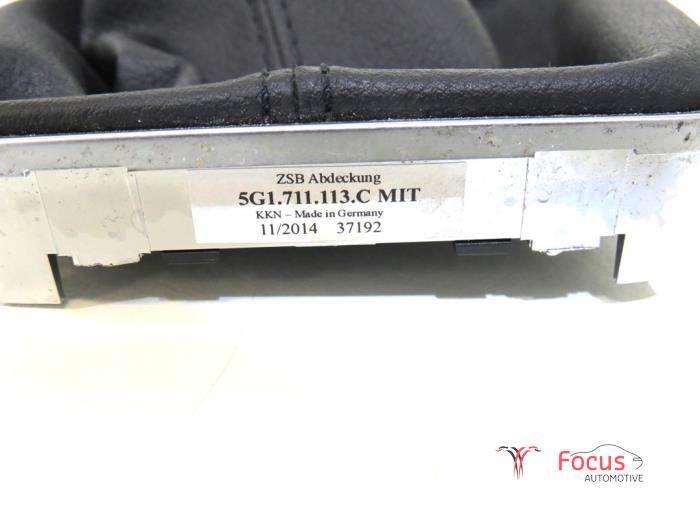 ZSB Abdeckung
5G1.711.113.C MIT
KKN – Made in Germany
11/2014 37192
Focus
AUTOMOTIVE